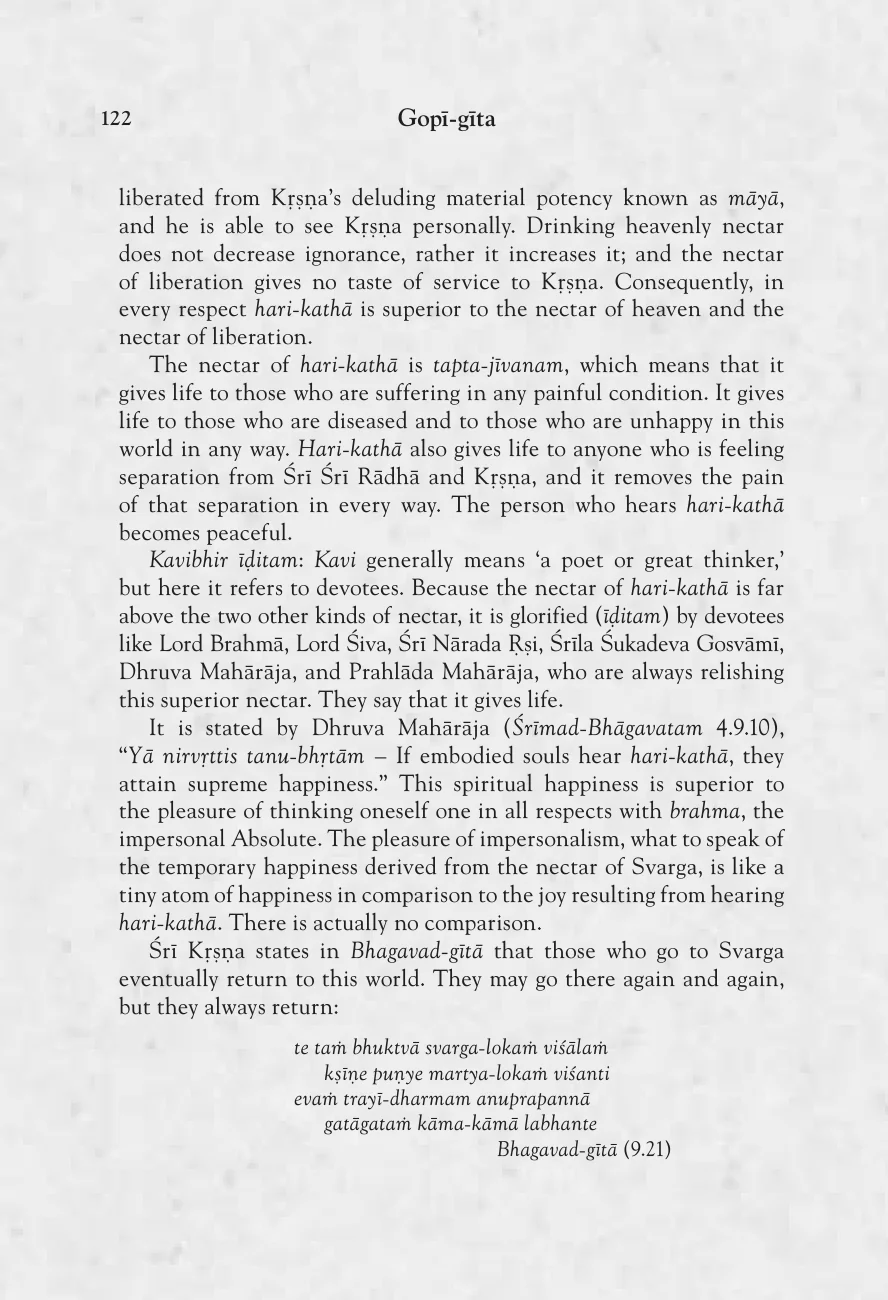 122
Gopī-gīta
liberated from Kṛṣṇa’s deluding material potency known as māyā,
and he is able to see Kṛṣṇa personally. Drinking heavenly nectar
does not decrease ignorance, rather it increases it; and the nectar
of liberation gives no taste of service to Kṛṣṇa. Consequently, in
every respect hari-kathā is superior to the nectar of heaven and the
nectar of liberation.
The nectar of hari-kathā is tapta-jīvanam, which means that it
gives life to those who are suffering in any painful condition. It gives
life to those who are diseased and to those who are unhappy in this
world in any way. Hari-kathā also gives life to anyone who is feeling
separation from Śrī Śrī Rādhā and Kṛṣṇa, and it removes the pain
of that separation in every way. The person who hears hari-kathā
becomes peaceful.
Kavibhir īḍitam: Kavi generally means ‘a poet or great thinker,’
but here it refers to devotees. Because the nectar of hari-kathā is far
above the two other kinds of nectar, it is glorified (īḍitam) by devotees
like Lord Brahmā, Lord Śiva, Śrī Nārada Ṛṣi, Śrīla Śukadeva Gosvāmī,
Dhruva Mahārāja, and Prahlāda Mahārāja, who are always relishing
this superior nectar. They say that it gives life.
It is stated by Dhruva Mahārāja (Śrīmad-Bhāgavatam 4.9.10),
“Yā nirvṛttis tanu-bhṛtām – If embodied souls hear hari-kathā, they
attain supreme happiness.” This spiritual happiness is superior to
the pleasure of thinking oneself one in all respects with brahma, the
impersonal Absolute. The pleasure of impersonalism, what to speak of
the temporary happiness derived from the nectar of Svarga, is like a
tiny atom of happiness in comparison to the joy resulting from hearing
hari-kathā. There is actually no comparison.
Śrī Kṛṣṇa states in Bhagavad-gītā that those who go to Svarga
eventually return to this world. They may go there again and again,
but they always return:
te taṁ bhuktvā svarga-lokaṁ viśālaṁ
kṣīṇe puṇye martya-lokaṁ viśanti
evaṁ trayī-dharmam anuprapannā
gatāgataṁ kāma-kāmā labhante
Bhagavad-gītā (9.21)